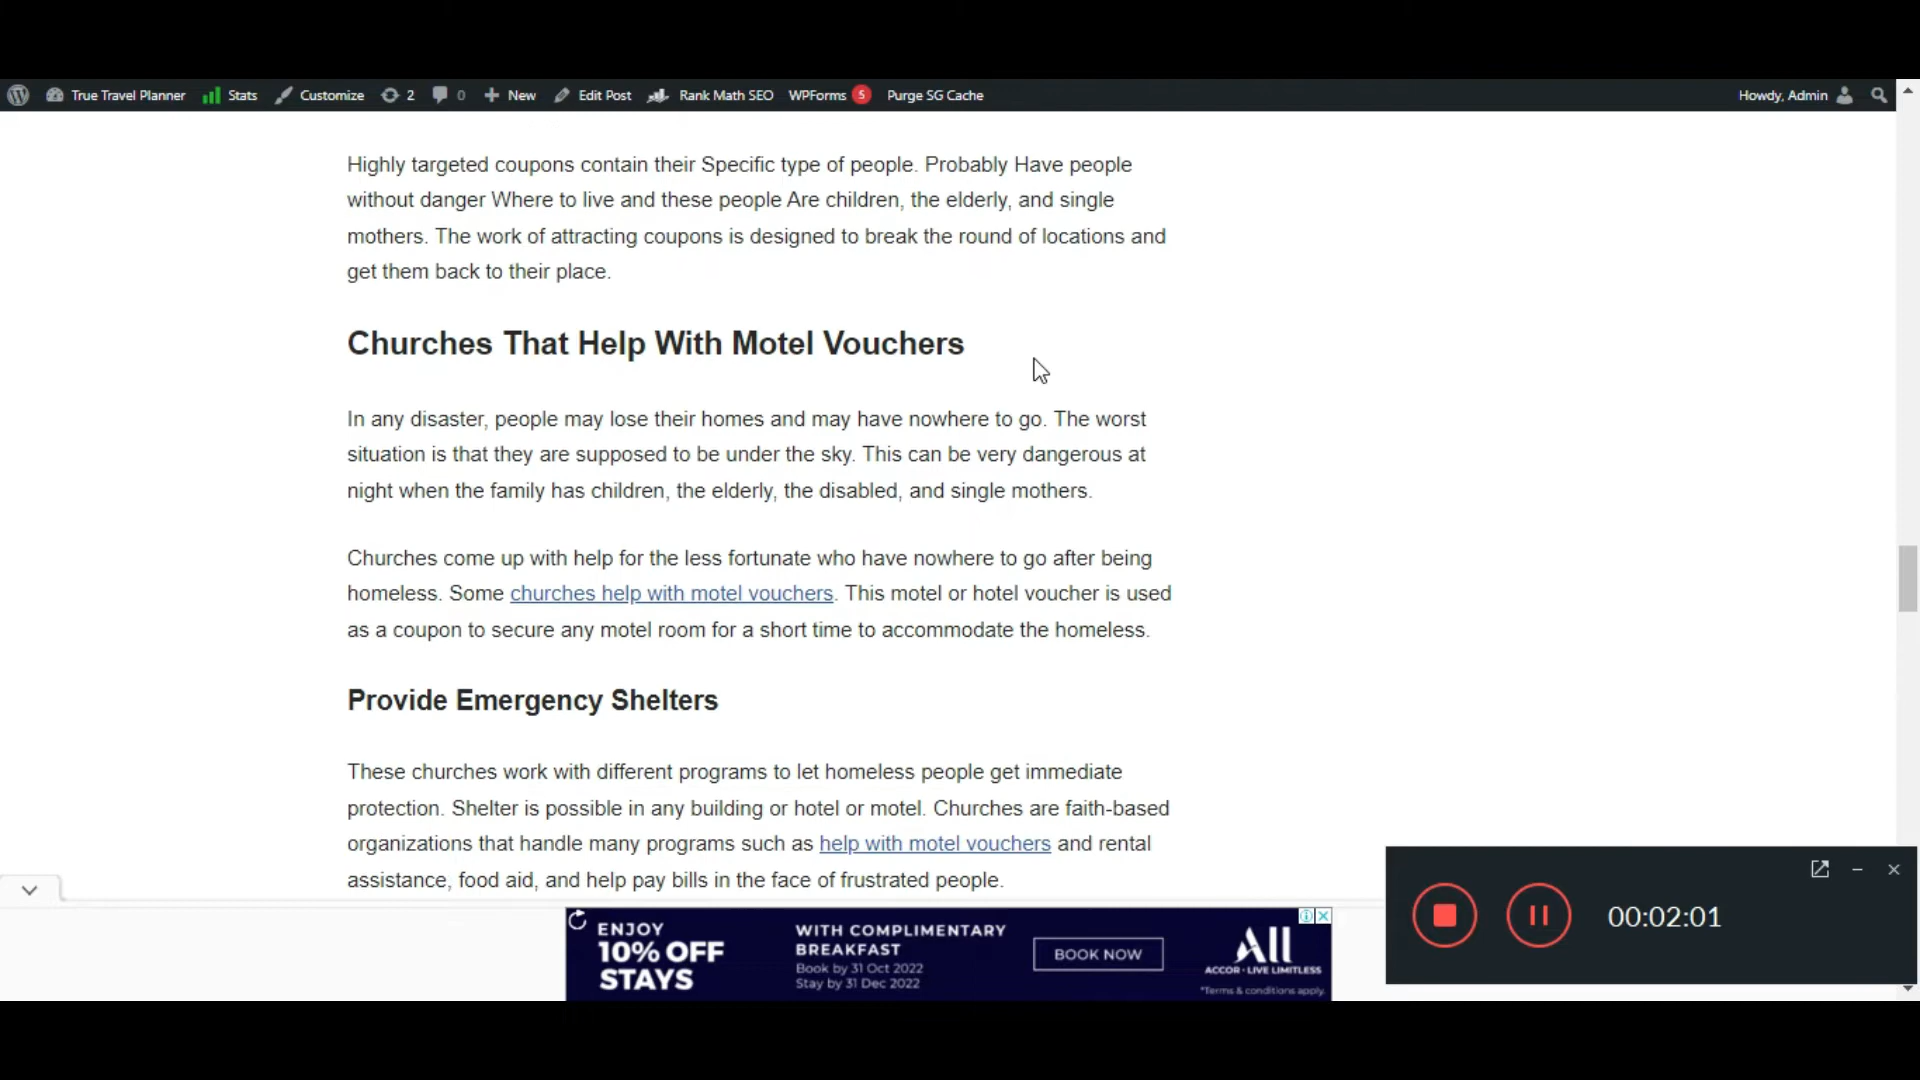 True Travel Planner Stats Customize 2 0 New Edit Post Rank Math SEO WPForms 5 Purge SG Cache Howdy, Admin
Highly targeted coupons contain their Specific type of people. Probably Have people
without danger Where to live and these people Are children, the elderly, and single
mothers. The work of attracting coupons is designed to break the round of locations and
get them back to their place.
Churches That Help With Motel Vouchers
In any disaster, people may lose their homes and may have nowhere to go. The worst
situation is that they are supposed to be under the sky. This can be very dangerous at
night when the family has children, the elderly, the disabled, and single mothers.
Churches come up with help for the less fortunate who have nowhere to go after being
homeless. Some churches help with motel vouchers. This motel or hotel voucher is used
as a coupon to secure any motel room for a short time to accommodate the homeless.
Provide Emergency Shelters
These churches work with different programs to let homeless people get immediate
protection. Shelter is possible in any building or hotel or motel. Churches are faith-based
organizations that handle many programs such as help with motel vouchers and rental
assistance, food aid, and help pay bills in the face of frustrated people.
ENJOY
10% OFF
STAYS
WITH COMPLIMENTARY
BREAKFAST
Book by 31 Oct 2022
Stay by 31 Dec 2022
BOOK NOW
ALL
ACCOR · LIVE LIMITLESS
*Terms & conditions apply.
00:02:01